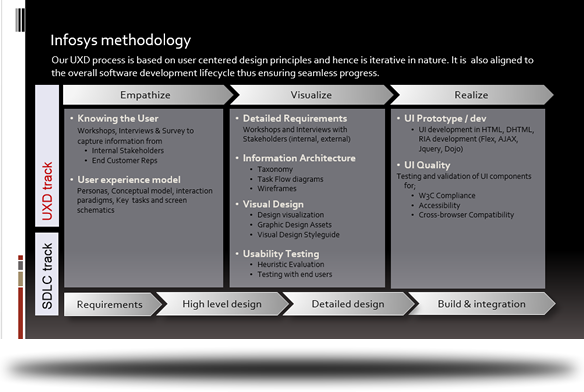 Infosys methodology
Our UXD process is based on user centered design principles and hence is iterative in nature. It is  also aligned to
the overall software development lifecycle thus ensuring seamless progress.
Empathize
Visualize
Realize
UXD track
• Knowing the User
Workshops, Interviews & Survey to
capture information from
• Internal Stakeholders
• End Customer Reps
• User experience model
Personas, Conceptual model, interaction
paradigms, Key  tasks and screen
schematics
• Detailed Requirements
Workshops and Interviews with
Stakeholders (internal, external)
• Information Architecture
• Taxonomy
• Task Flow diagrams
• Wireframes
• Visual Design
• Design visualization
• Graphic Design Assets
• Visual Design Styleguide
• Usability Testing
• Heuristic Evaluation
• Testing with end users
• UI Prototype / dev
• UI development in HTML, DHTML,
RIA development (Flex, AJAX,
Jquery, Dojo)
• UI Quality
Testing and validation of UI components
for,
• W3C Compliance
• Accessibility
• Cross-browser Compatibility
SDLC track
Requirements
High level design
Detailed design
Build & integration